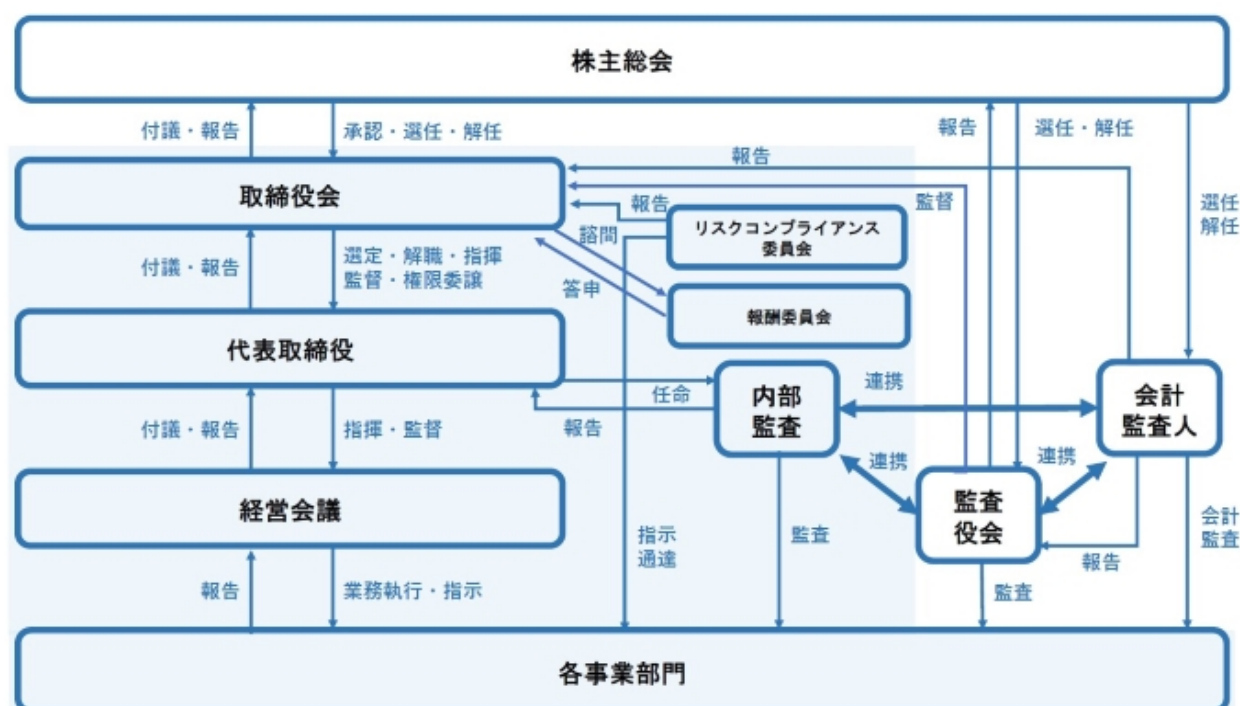 株主総会
付議・報告
承認・選任・解任
報告
選任・解任
報告
取締役会
監督
選任
解任
報告
リスクコンプライアンス
委員会
諮問
付議・報告
選定・解職・指揮
監督・権限委譲
答申
報酬委員会
代表取締役
任命
内部
監査
連携
会計
監査人
付議・報告
指揮・監督
報告
連携
連携
経営会議
監査
役会
指示
通達
監査
会計
監査
報告
報告
業務執行・指示
監査
各事業部門